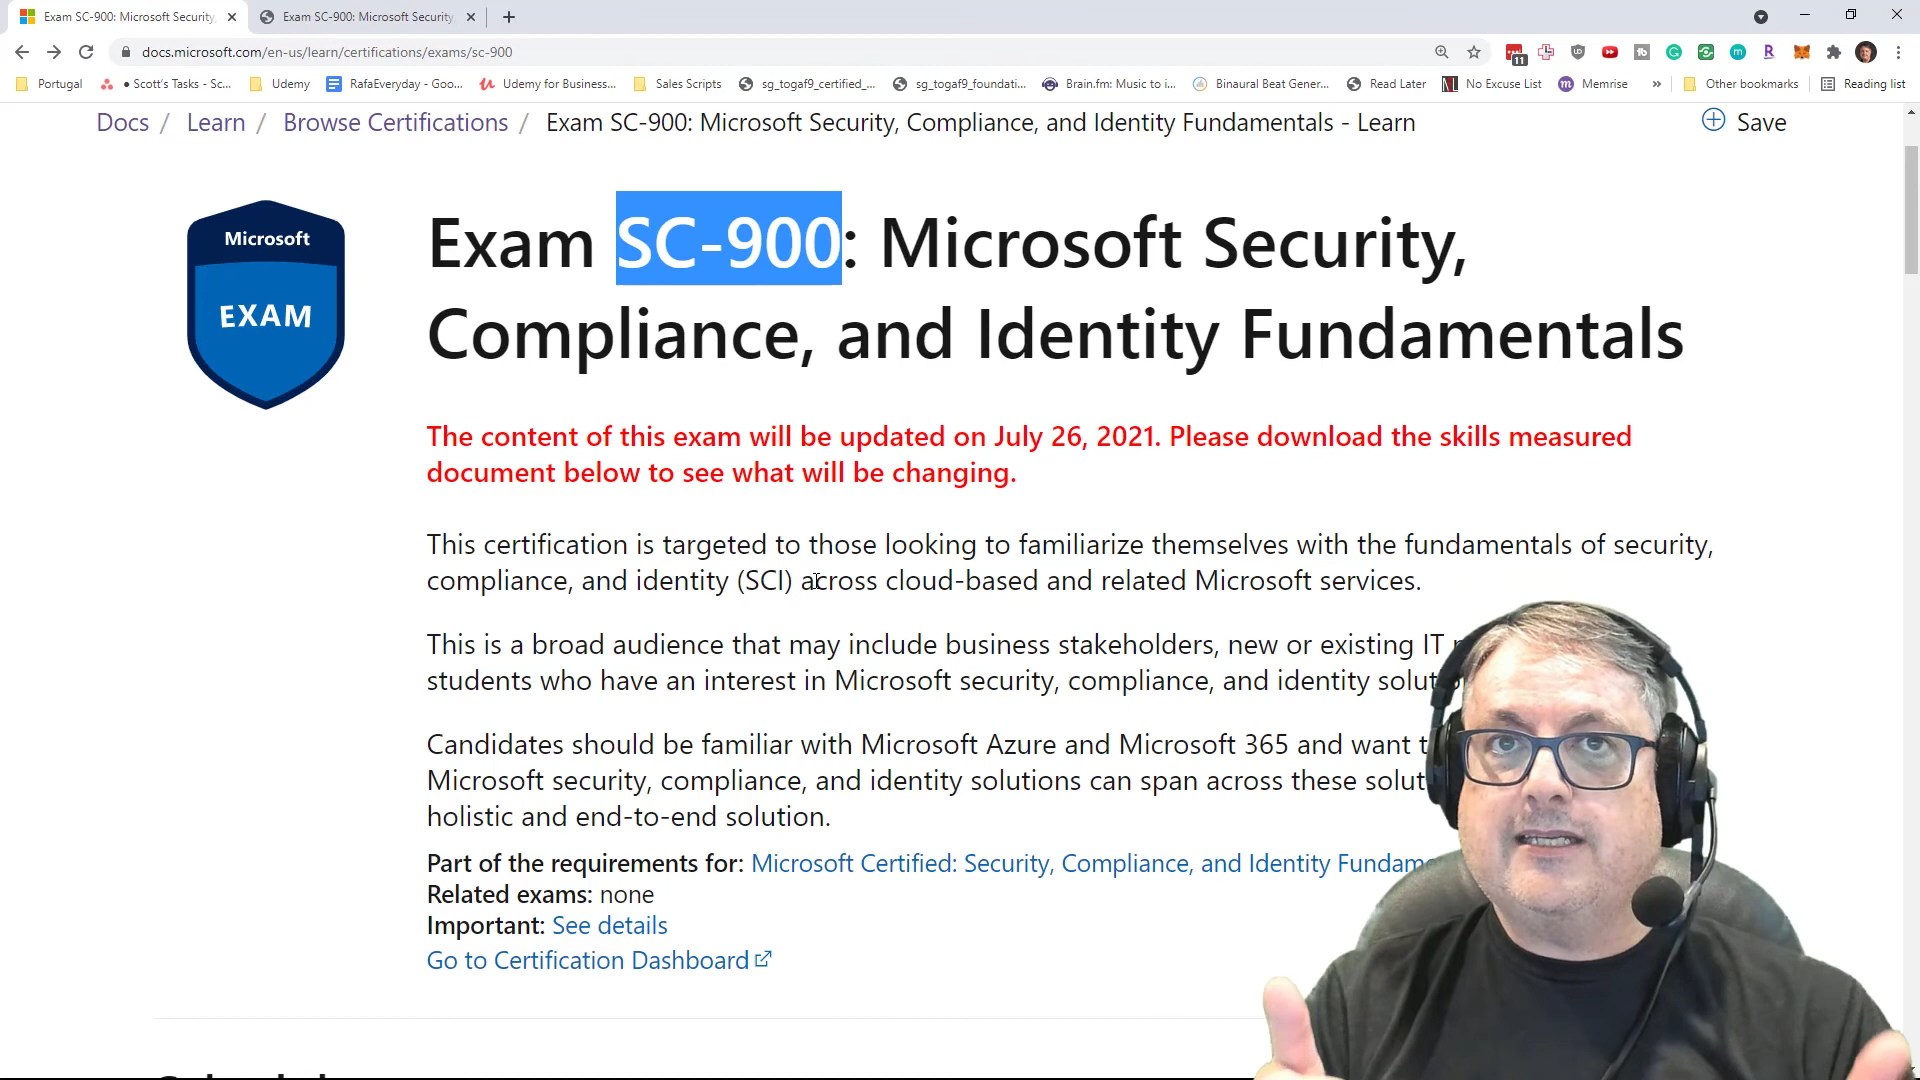 Exam SC-900: Microsoft Security,
Exam SC-900: Microsoft Security,
docs.microsoft.com/en-us/learn/certifications/exams/sc-900
11
Portugal
• Scott's Tasks - Sc...
Udemy
RafaEveryday - Goo...
Udemy for Business...
Sales Scripts
sg_togaf9_certified_...
sg_togaf9_foundati...
Brain.fm: Music to i...
Binaural Beat Gener...
Read Later
No Excuse List
Memrise
»
Other bookmarks
Reading list
Docs / Learn / Browse Certifications / Exam SC-900: Microsoft Security, Compliance, and Identity Fundamentals - Learn
Save
Microsoft
EXAM
Exam SC-900: Microsoft Security,
Compliance, and Identity Fundamentals
The content of this exam will be updated on July 26, 2021. Please download the skills measured
document below to see what will be changing.
This certification is targeted to those looking to familiarize themselves with the fundamentals of security,
compliance, and identity (SCI) across cloud-based and related Microsoft services.
This is a broad audience that may include business stakeholders, new or existing IT
students who have an interest in Microsoft security, compliance, and identity solut
Candidates should be familiar with Microsoft Azure and Microsoft 365 and want t
Microsoft security, compliance, and identity solutions can span across these solut
holistic and end-to-end solution.
Part of the requirements for: Microsoft Certified: Security, Compliance, and Identity Fundame
Related exams: none
Important: See details
Go to Certification Dashboard